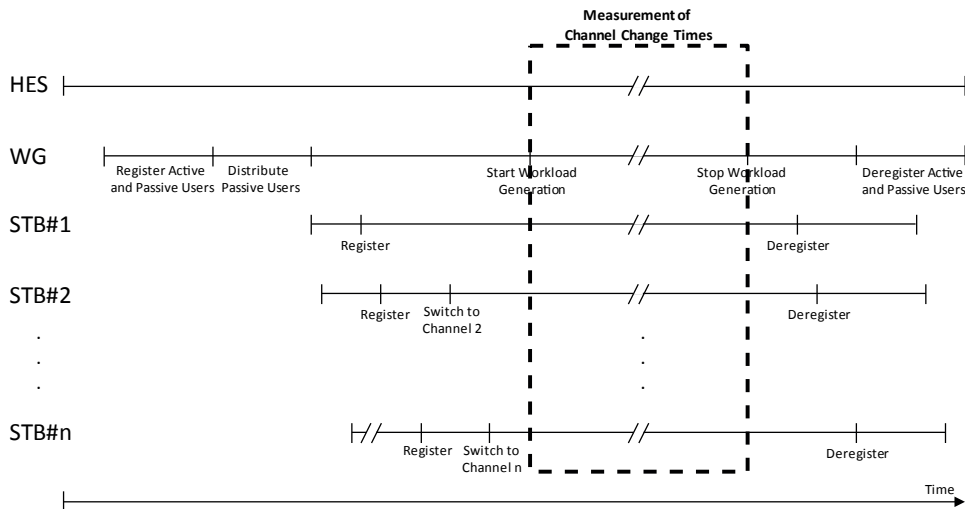 Measurement of
Channel Change Times
HES
WG
Register Active
and Passive Users
Distribute
Passive Users
Start Workload
Generation
Stop Workload
Generation
Deregister Active
and Passive Users
STB#1
Register
Deregister
STB#2
Register
Switch to
Channel 2
Deregister
.
.
.
.
.
.
STB#n
Register
Switch to
Channel n
Deregister
Time